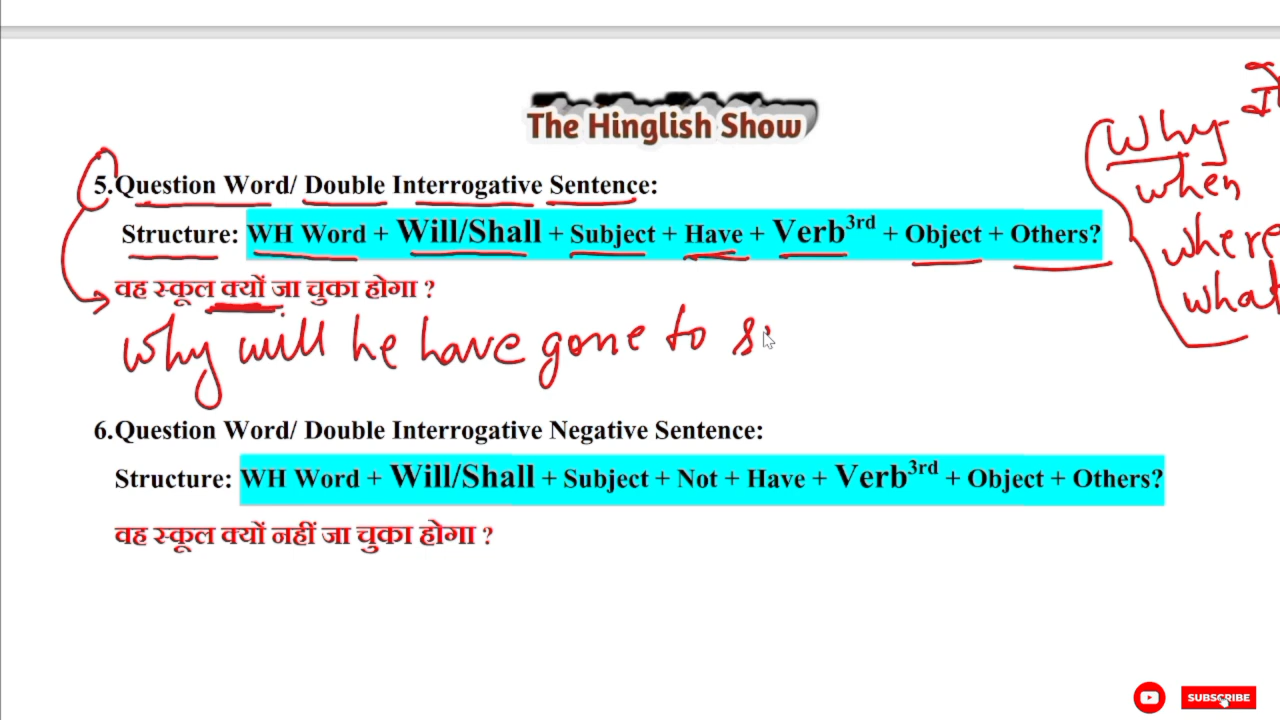 The Hinglish Show
5.Question Word/ Double Interrogative Sentence:
Structure: WH Word + Will/Shall + Subject + Have + Verb3rd + Object + Others?
वह स्कूल क्यों जा चुका होगा ?
why will he have gone to s
Why
when
where
what
6.Question Word/ Double Interrogative Negative Sentence:
Structure: WH Word + Will/Shall + Subject + Not + Have + Verb3rd + Object + Others?
वह स्कूल क्यों नहीं जा चुका होगा ?
SUBSCRIBE